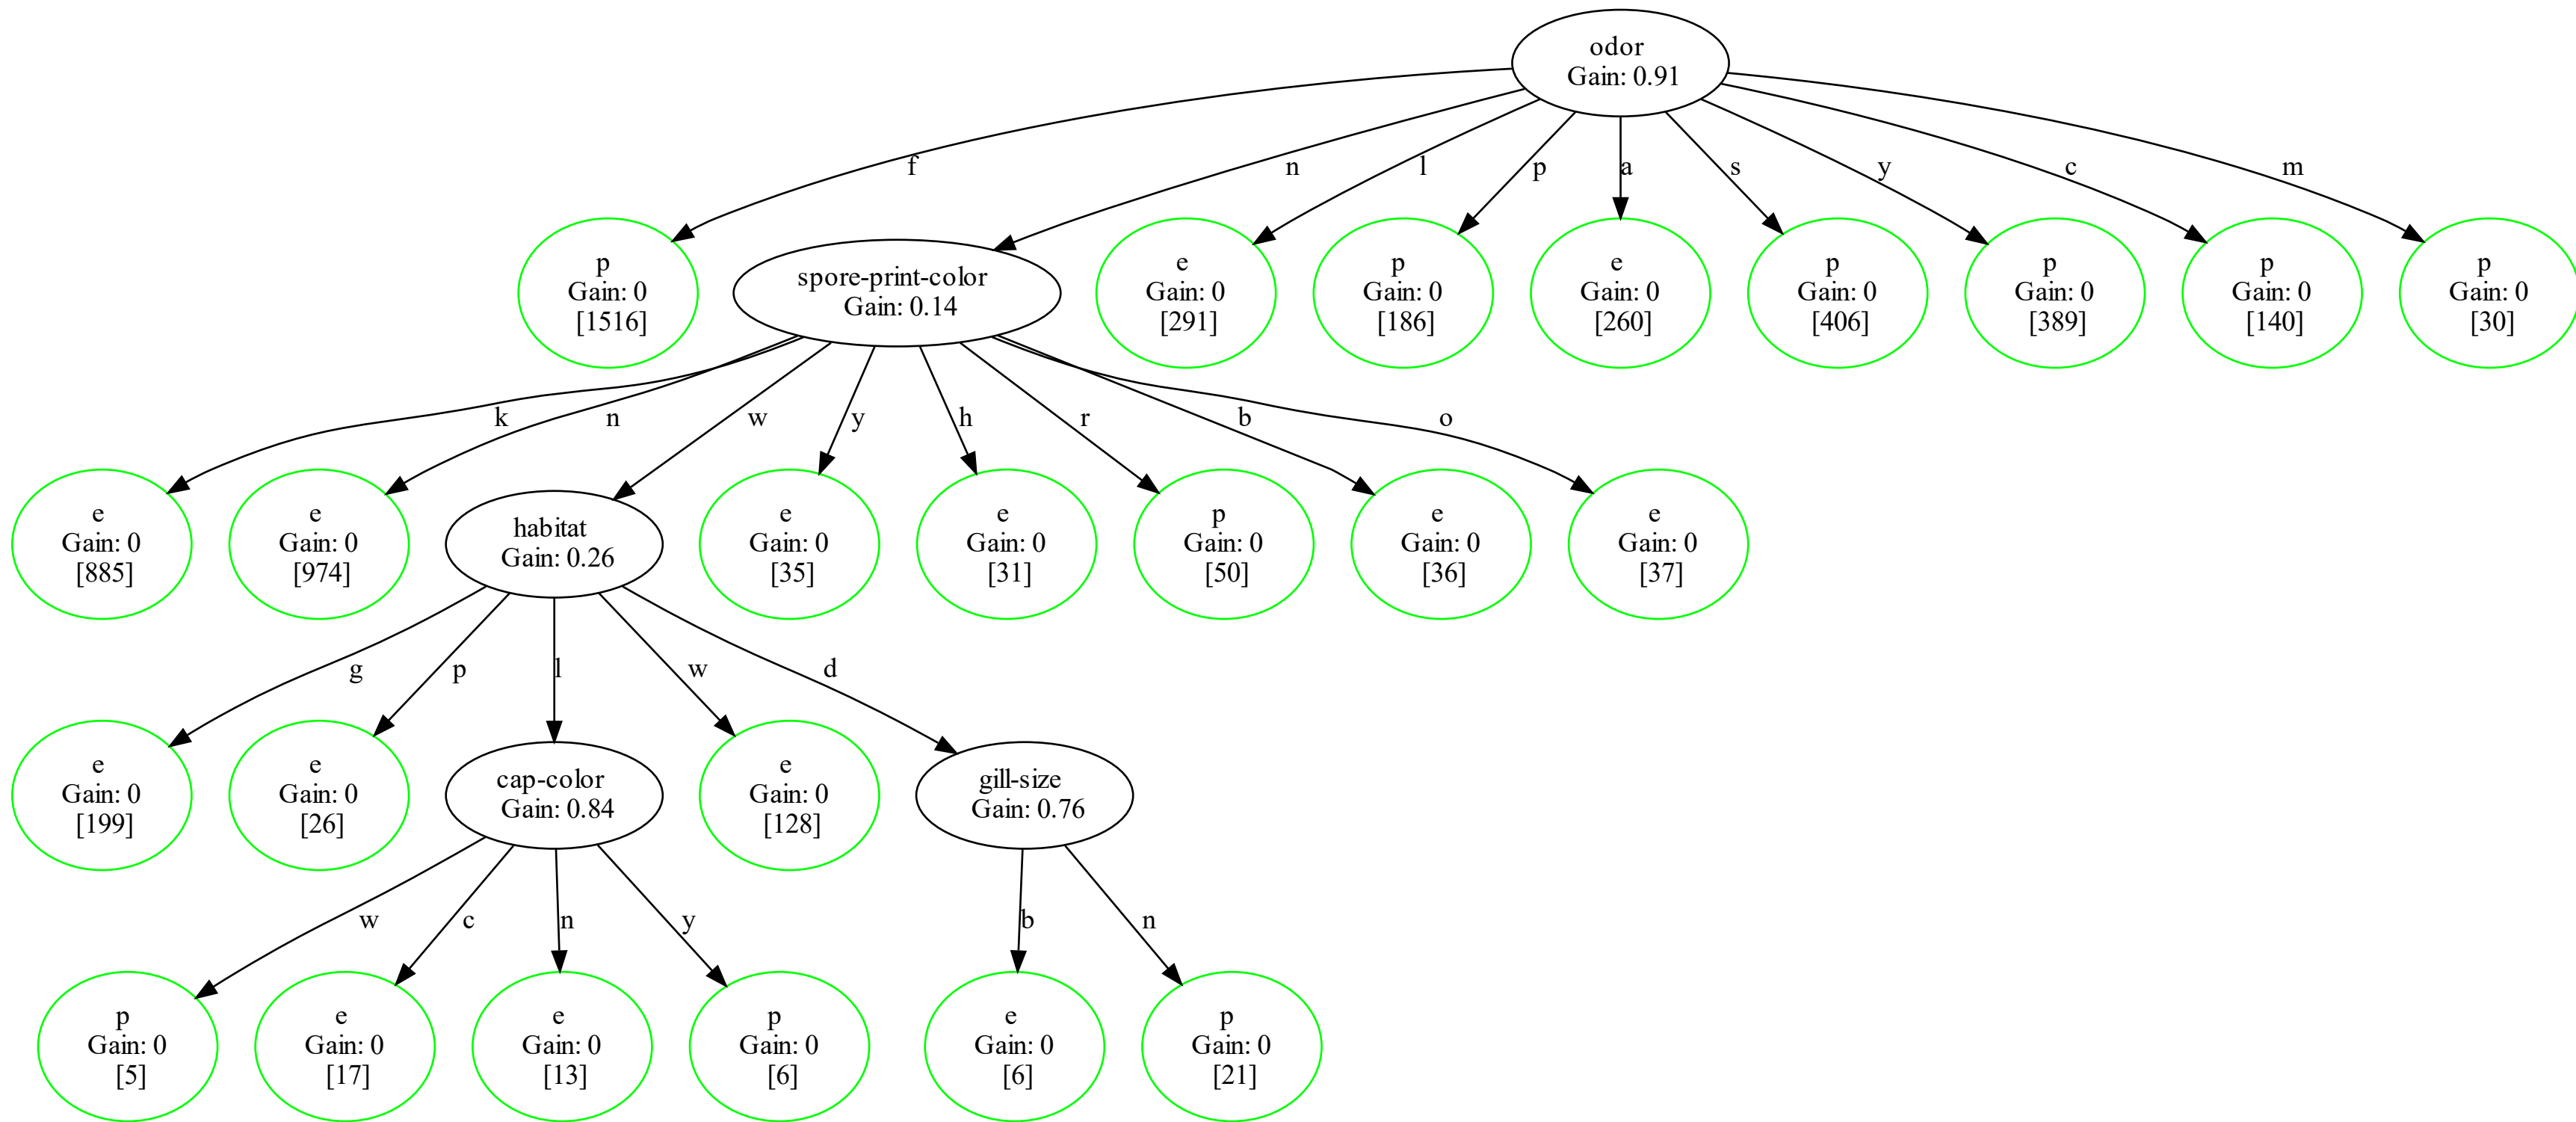 odor
Gain: 0.91
f
n
l
p
a
s
y
c
m
p
Gain: 0
[1516]
spore-print-color
Gain: 0.14
e
Gain: 0
[291]
p
Gain: 0
[186]
e
Gain: 0
[260]
p
Gain: 0
[406]
p
Gain: 0
[389]
p
Gain: 0
[140]
p
Gain: 0
[30]
k
n
w
y
h
r
b
o
e
Gain: 0
[885]
e
Gain: 0
[974]
habitat
Gain: 0.26
e
Gain: 0
[35]
e
Gain: 0
[31]
p
Gain: 0
[50]
e
Gain: 0
[36]
e
Gain: 0
[37]
g
p
l
w
d
e
Gain: 0
[199]
e
Gain: 0
[26]
cap-color
Gain: 0.84
e
Gain: 0
[128]
gill-size
Gain: 0.76
w
c
n
y
b
n
p
Gain: 0
[5]
e
Gain: 0
[17]
e
Gain: 0
[13]
p
Gain: 0
[6]
e
Gain: 0
[6]
p
Gain: 0
[21]